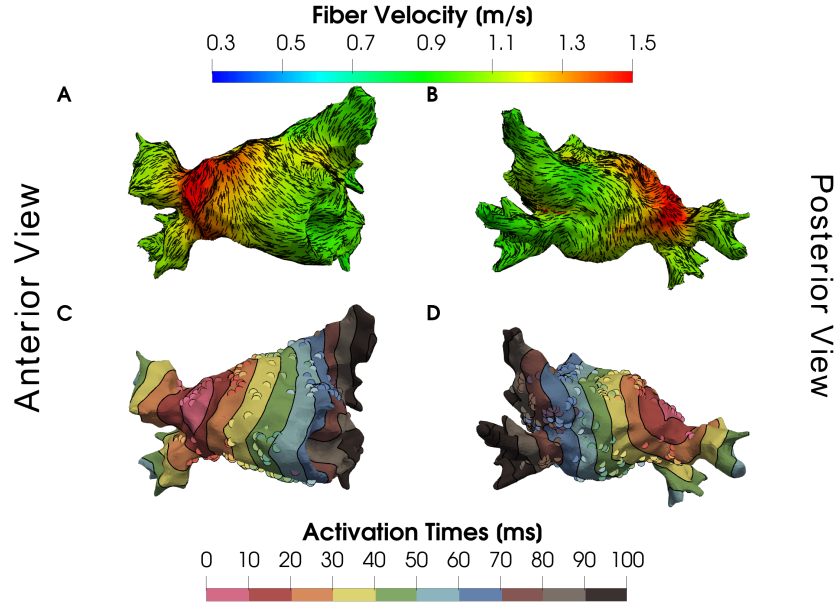 Fiber Velocity (m/s)
0.3 0.5 0.7 0.9 1.1 1.3 1.5
A B
Anterior View
Posterior View
C D
Activation Times (ms)
0 10 20 30 40 50 60 70 80 90 100